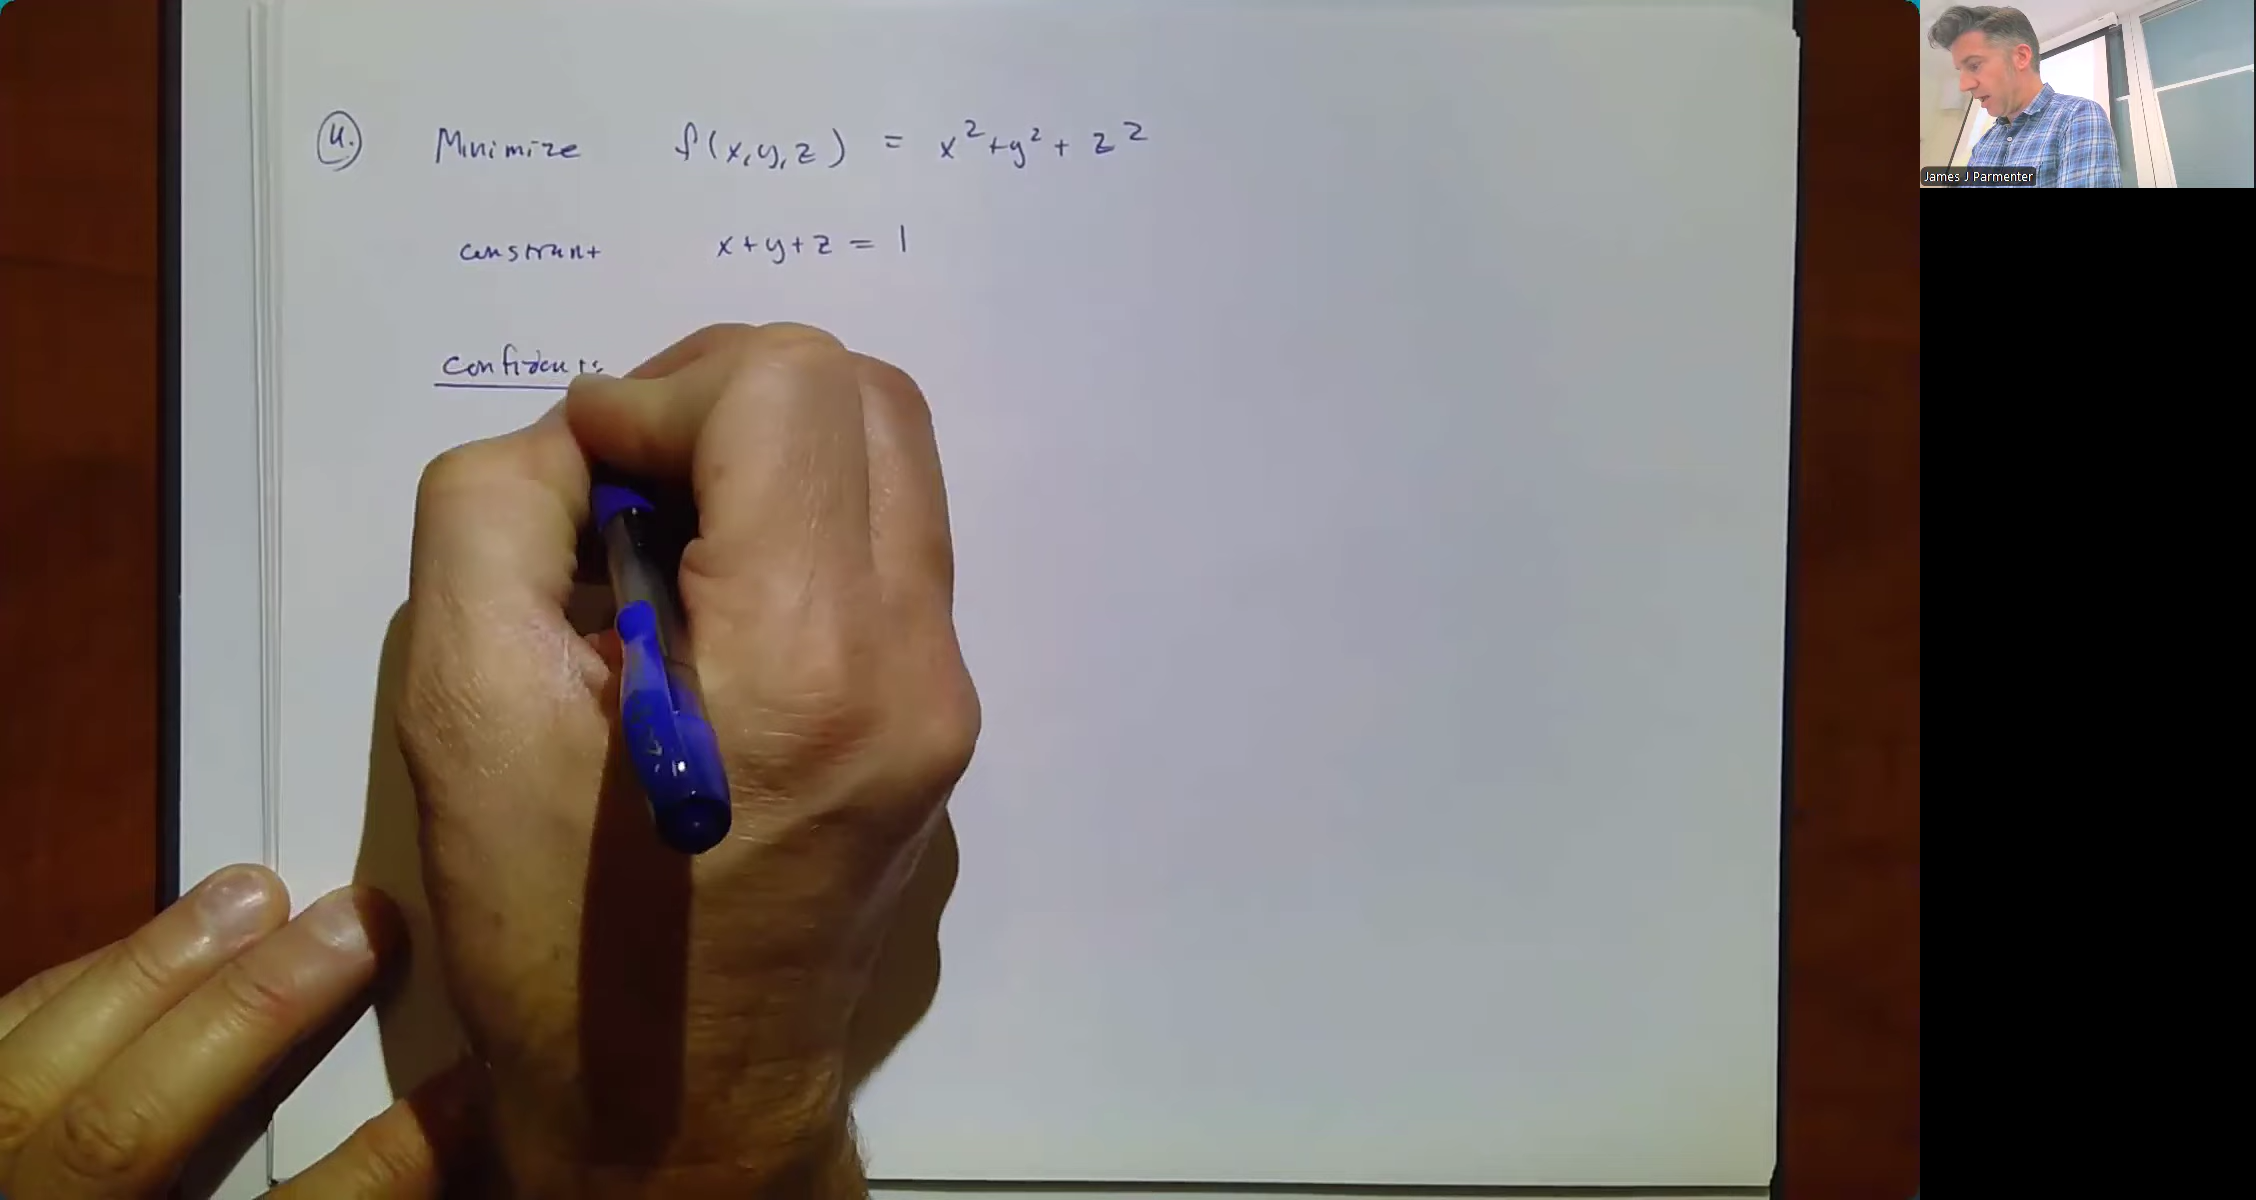 4. Minimize f(x,y,z) = x²+y²+z²
constraint x+y+z = 1
James J Parmenter